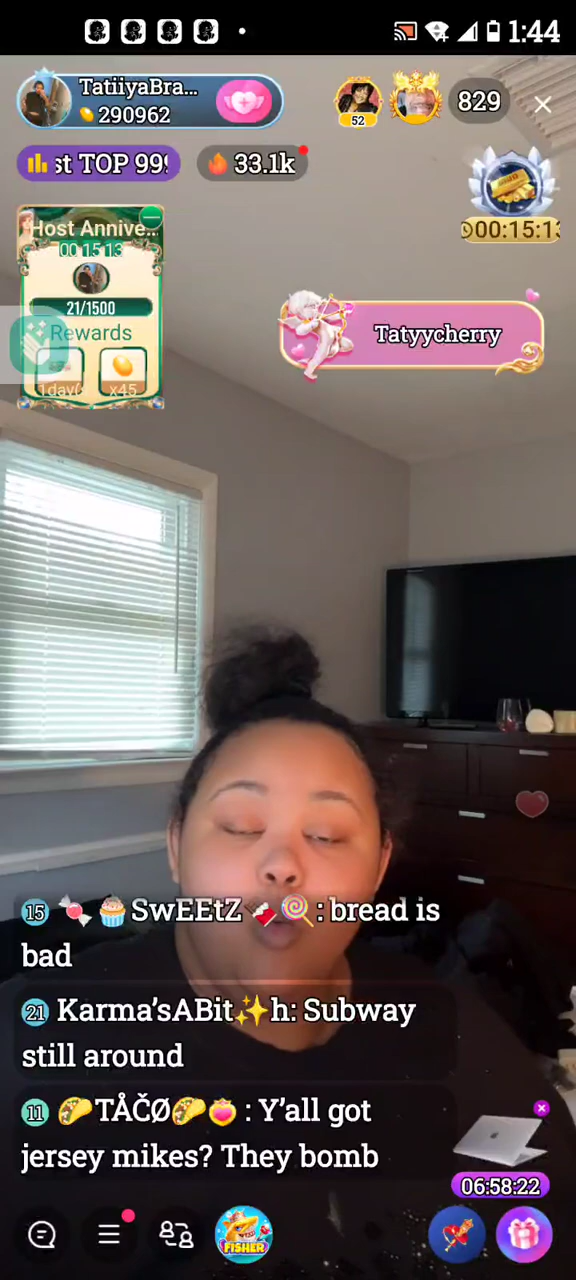 1:44
TatiiyaBra...
290962
52
829
st TOP 99
33.1k
00:15:13
Host Annive...
00:15:13
21/1500
Rewards
1day(
x45
Tatyycherry
15 🍬🧁SwEEtZ🍫🍭: bread is
bad
21 Karma’sABit✨h: Subway
still around
11 🌮TÅČØ🌮🍑 : Y’all got
jersey mikes? They bomb
06:58:22
FISHER